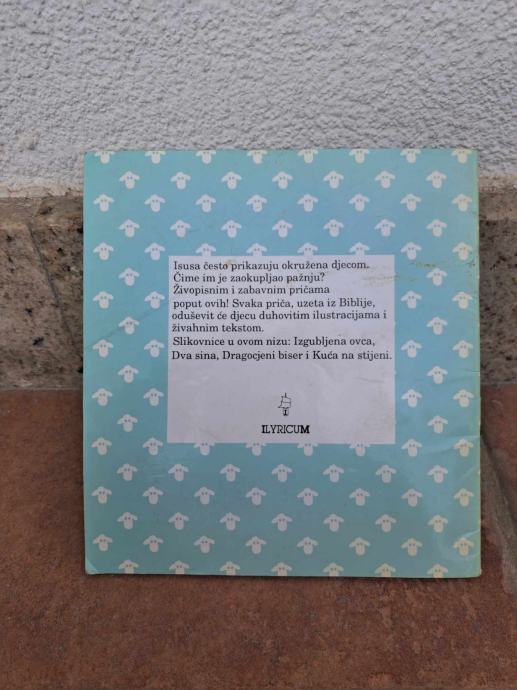 Isusa često prikazuju okružena djecom.
Čime im je zaokupljao pažnju?
Živopisnim i zabavnim pričama
poput ovih! Svaka priča, uzeta iz Biblije,
oduševit će djecu duhovitim ilustracijama i
živahnim tekstom.
Slikovnice u ovom nizu: Izgubljena ovca,
Dva sina, Dragocjeni biser i Kuća na stijeni.
ILYRICUM